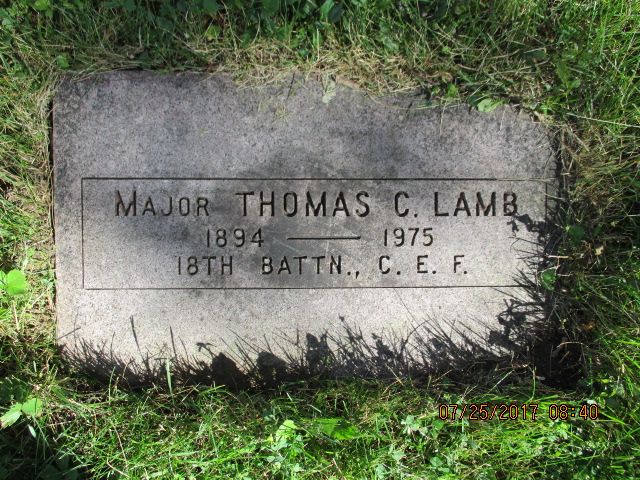 MAJOR THOMAS C. LAMB
1894 — 1975
18TH BATTN., C. E. F.
07/25/2017 08:40